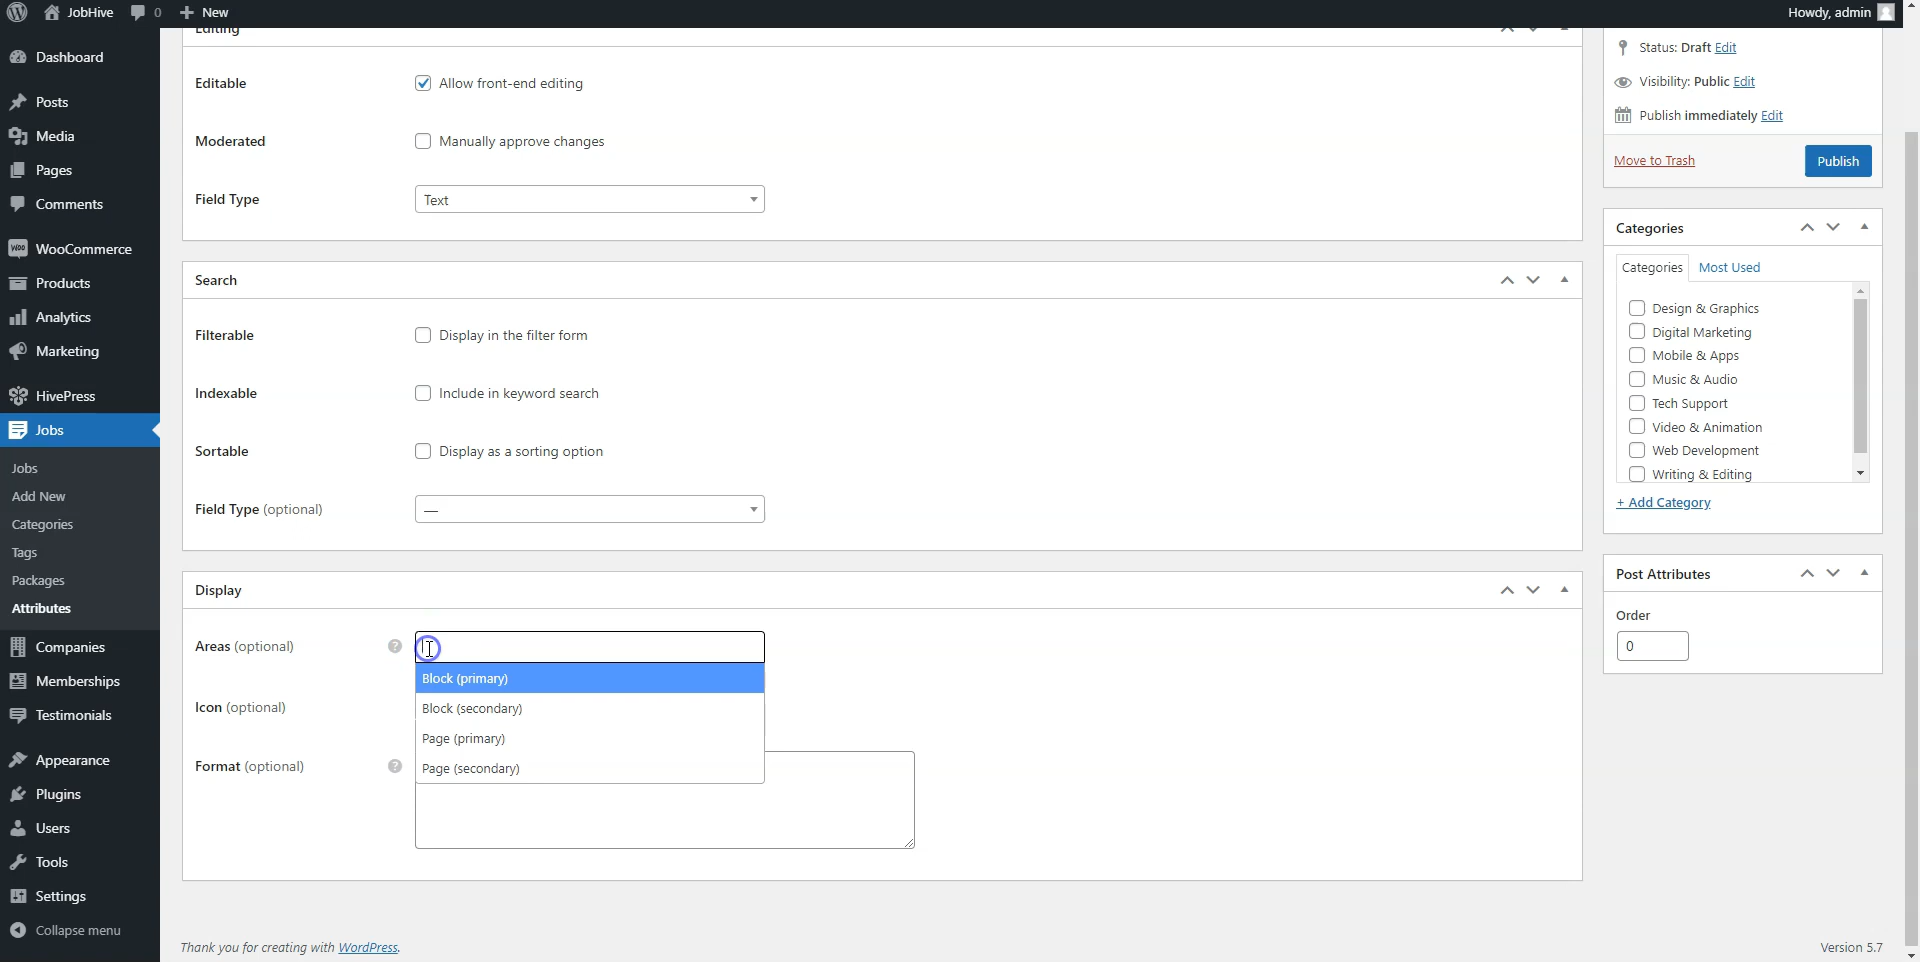 JobHive 0 New Howdy, admin
Dashboard
Posts
Media
Pages
Comments
WooCommerce
Products
Analytics
Marketing
HivePress
Jobs
Jobs
Add New
Categories
Tags
Packages
Attributes
Companies
Memberships
Testimonials
Appearance
Plugins
Users
Tools
Settings
Collapse menu
Editing
Editable Allow front-end editing
Moderated Manually approve changes
Field Type Text
Search
Filterable Display in the filter form
Indexable Include in keyword search
Sortable Display as a sorting option
Field Type (optional) —
Display
Areas (optional) ?
Block (primary)
Block (secondary)
Page (primary)
Page (secondary)
Icon (optional)
Format (optional) ?
Status: Draft Edit
Visibility: Public Edit
Publish immediately Edit
Move to Trash Publish
Categories
Categories Most Used
Design & Graphics
Digital Marketing
Mobile & Apps
Music & Audio
Tech Support
Video & Animation
Web Development
Writing & Editing
+ Add Category
Post Attributes
Order
0
Thank you for creating with WordPress.
Version 5.7